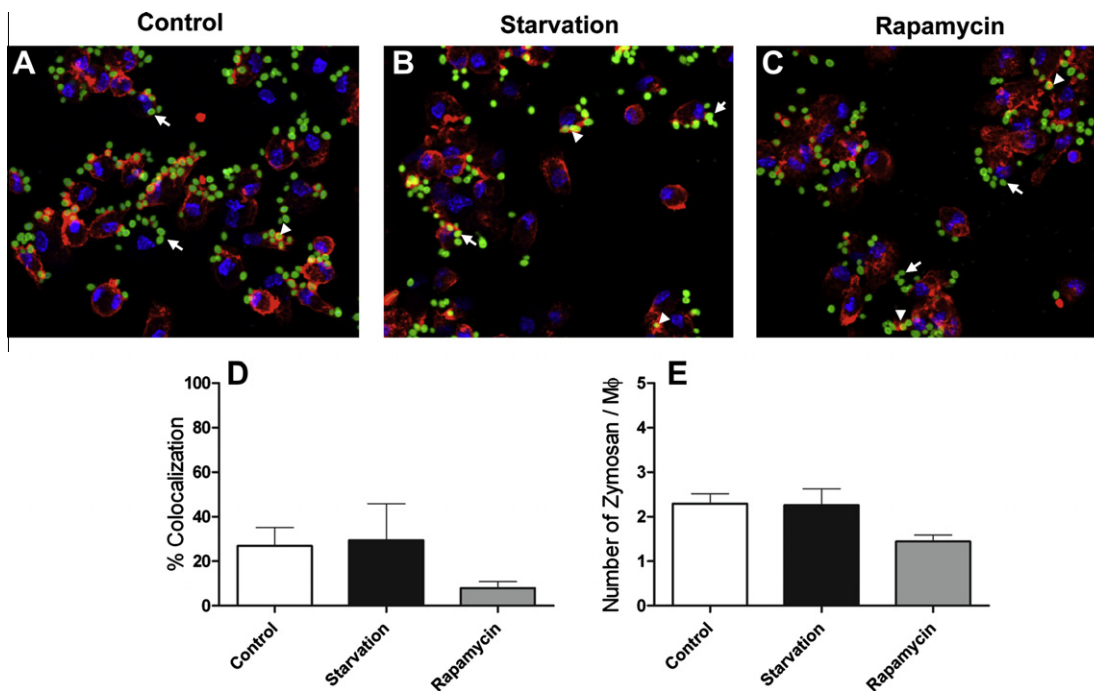 Control
Starvation
Rapamycin
A
B
C
D
% Colocalization
100
80
60
40
20
0
Control
Starvation
Rapamycin
E
Number of Zymosan / Mϕ
5
4
3
2
1
0
Control
Starvation
Rapamycin